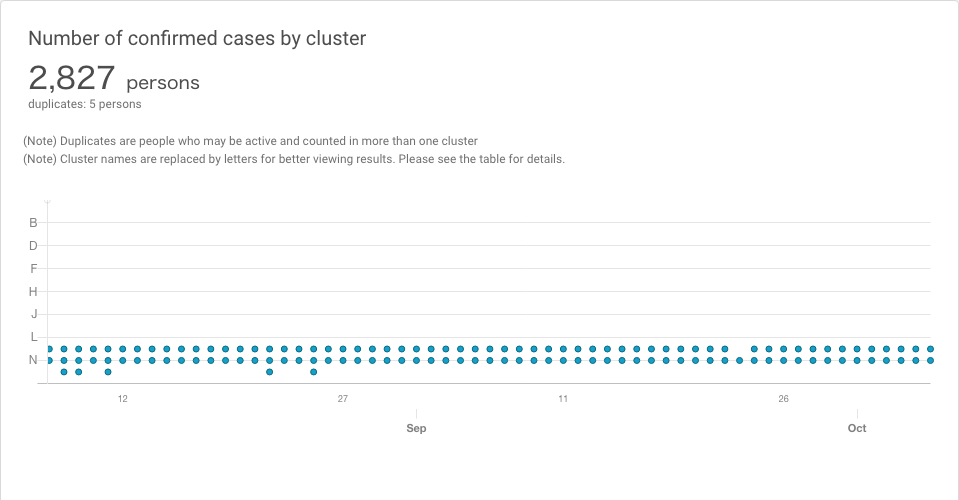 Number of confirmed cases by cluster
2,827 persons
duplicates: 5 persons
(Note) Duplicates are people who may be active and counted in more than one cluster
(Note) Cluster names are replaced by letters for better viewing results. Please see the table for details.
B
D
F
H
J
L
N
12 27 11 26
Sep Oct